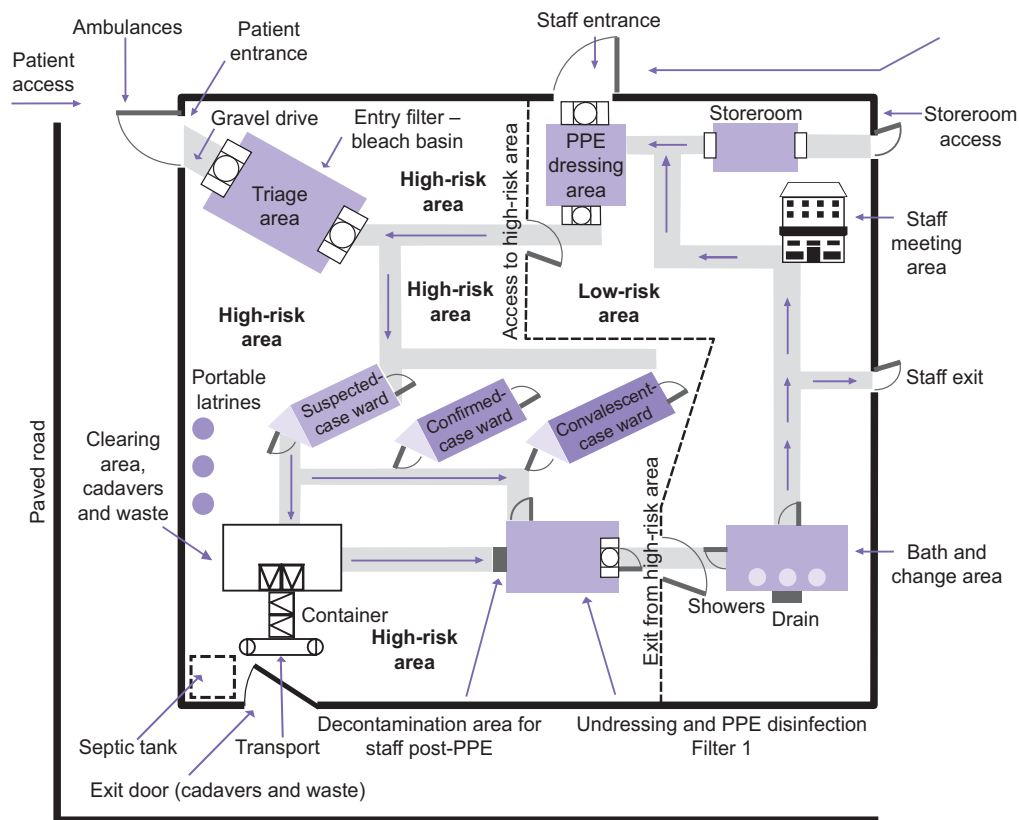 Ambulances
Patient
entrance
Staff entrance
Patient
access
Gravel drive
Entry filter –
bleach basin
Storeroom
Storeroom
access
PPE
dressing
area
High-risk
area
Triage
area
Access to high-risk area
Staff
meeting
area
High-risk
area
High-risk
area
Low-risk
area
Portable
latrines
Suspected-
case ward
Confirmed-
case ward
Convalescent-
case ward
Staff exit
Clearing
area,
cadavers
and waste
Paved road
Exit from high-risk area
Bath and
change area
Showers
Drain
Container
High-risk
area
Septic tank
Transport
Decontamination area for
staff post-PPE
Undressing and PPE disinfection
Filter 1
Exit door (cadavers and waste)